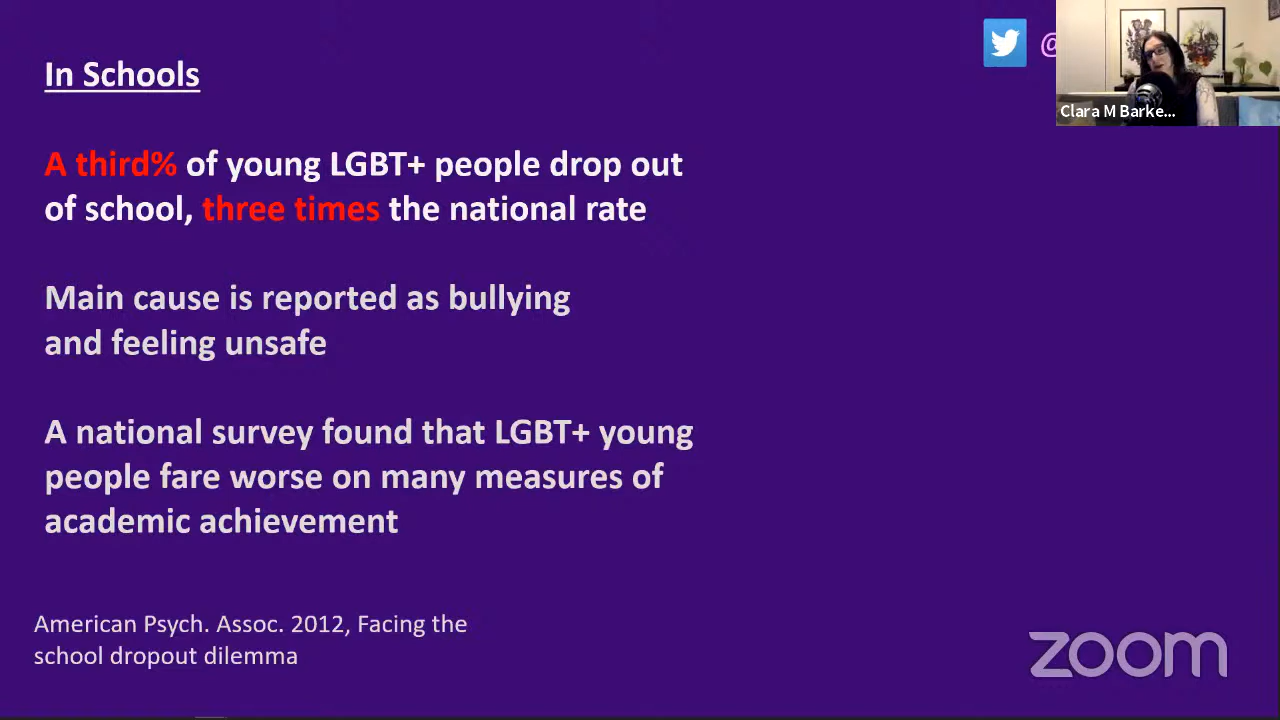 In Schools
@
Clara M Barke...
A third% of young LGBT+ people drop out
of school, three times the national rate
Main cause is reported as bullying
and feeling unsafe
A national survey found that LGBT+ young
people fare worse on many measures of
academic achievement
American Psych. Assoc. 2012, Facing the
school dropout dilemma
zoom